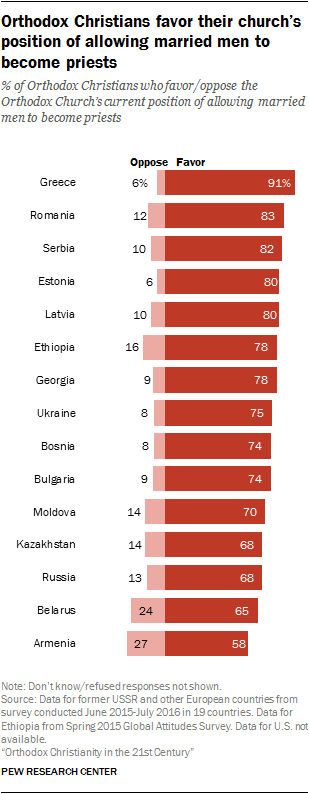 Orthodox Christians favor their church's
position of allowing married men to
become priests
% of Orthodox Christians who favor/oppose the
Orthodox Church's current position of allowing married
men to become priests
Oppose Favor
Greece 6% 91%
Romania 12 83
Serbia 10 82
Estonia 6 80
Latvia 10 80
Ethiopia 16 78
Georgia 9 78
Ukraine 8 75
Bosnia 8 74
Bulgaria 9 74
Moldova 14 70
Kazakhstan 14 68
Russia 13 68
Belarus 24 65
Armenia 27 58
Note: Don't know/refused responses not shown.
Source: Data for former USSR and other European countries from
survey conducted June 2015-July 2016 in 19 countries. Data for
Ethiopia from Spring 2015 Global Attitudes Survey. Data for U.S. not
available.
"Orthodox Christianity in the 21st Century"
PEW RESEARCH CENTER